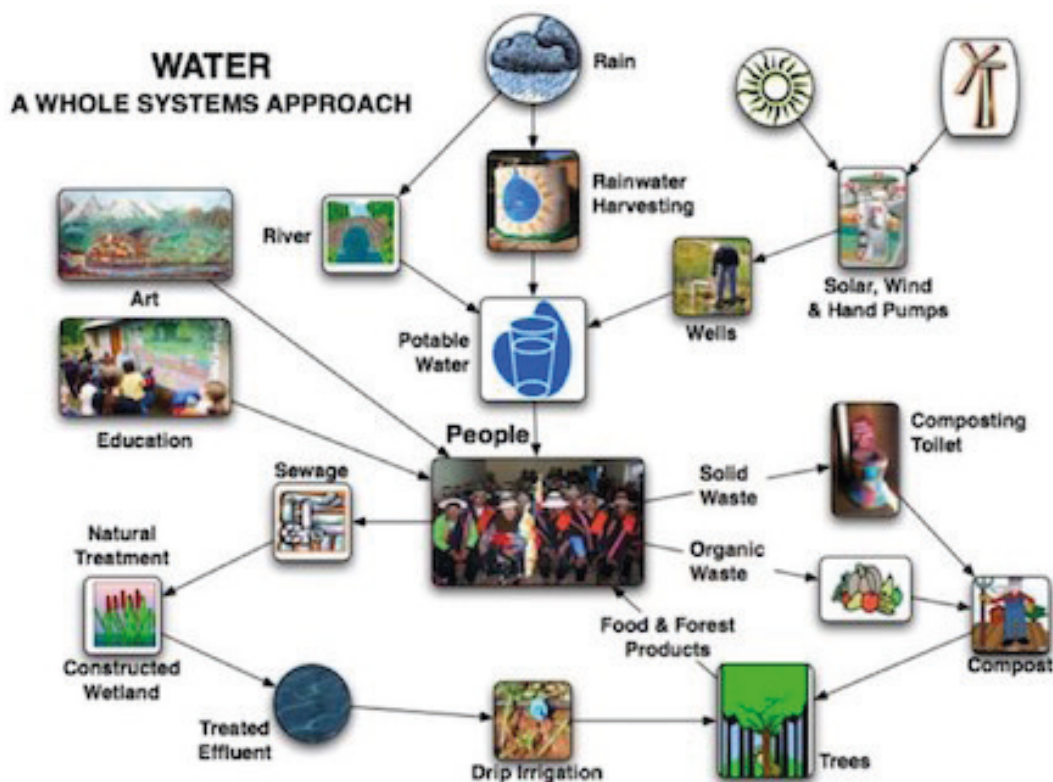 WATER
A WHOLE SYSTEMS APPROACH
Rain
Rainwater
Harvesting
River
Art
Solar, Wind
& Hand Pumps
Wells
Potable
Water
Education
People
Composting
Toilet
Sewage
Solid
Waste
Natural
Treatment
Organic
Waste
Food & Forest
Products
Constructed
Wetland
Compost
Treated
Effluent
Drip Irrigation
Trees